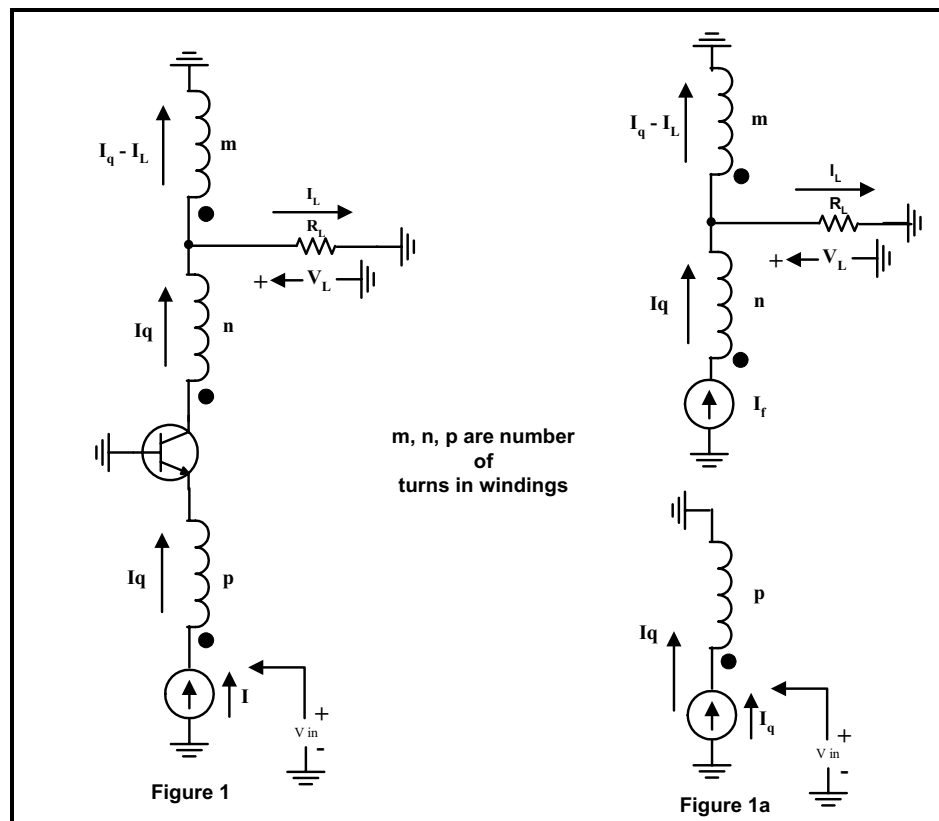 m
I_q - I_L
I_L
R_L
+ V_L
Iq
n
Iq
p
I
+
V in
-
Figure 1
m, n, p are number
of
turns in windings
m
I_q - I_L
I_L
R_L
+ V_L
Iq
n
I_f
p
Iq
I_q
+
V in
-
Figure 1a